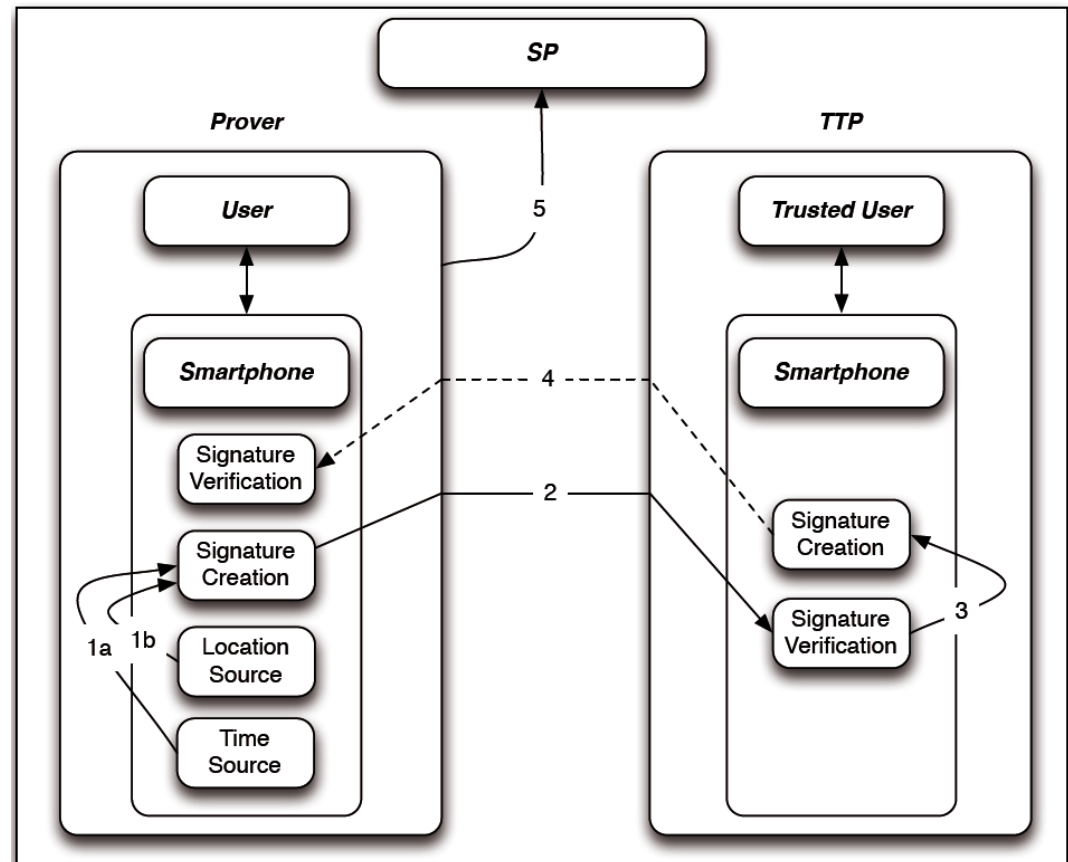 SP
Prover
TTP
User
5
Trusted User
Smartphone
4
Smartphone
Signature
Verification
2
Signature
Creation
Signature
Creation
1a
1b
Location
Source
Signature
Verification
3
Time
Source